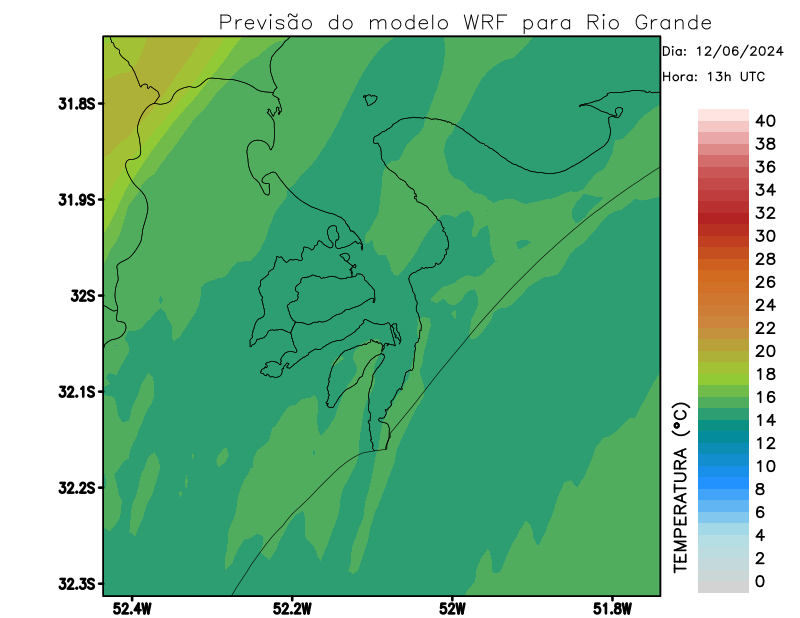 Previsão do modelo WRF para Rio Grande
Dia: 12/06/2024
Hora: 13h UTC
31.8S
31.9S
32S
32.1S
32.2S
32.3S
52.4W
52.2W
52W
51.8W
TEMPERATURA (°C)
40
38
36
34
32
30
28
26
24
22
20
18
16
14
12
10
8
6
4
2
0